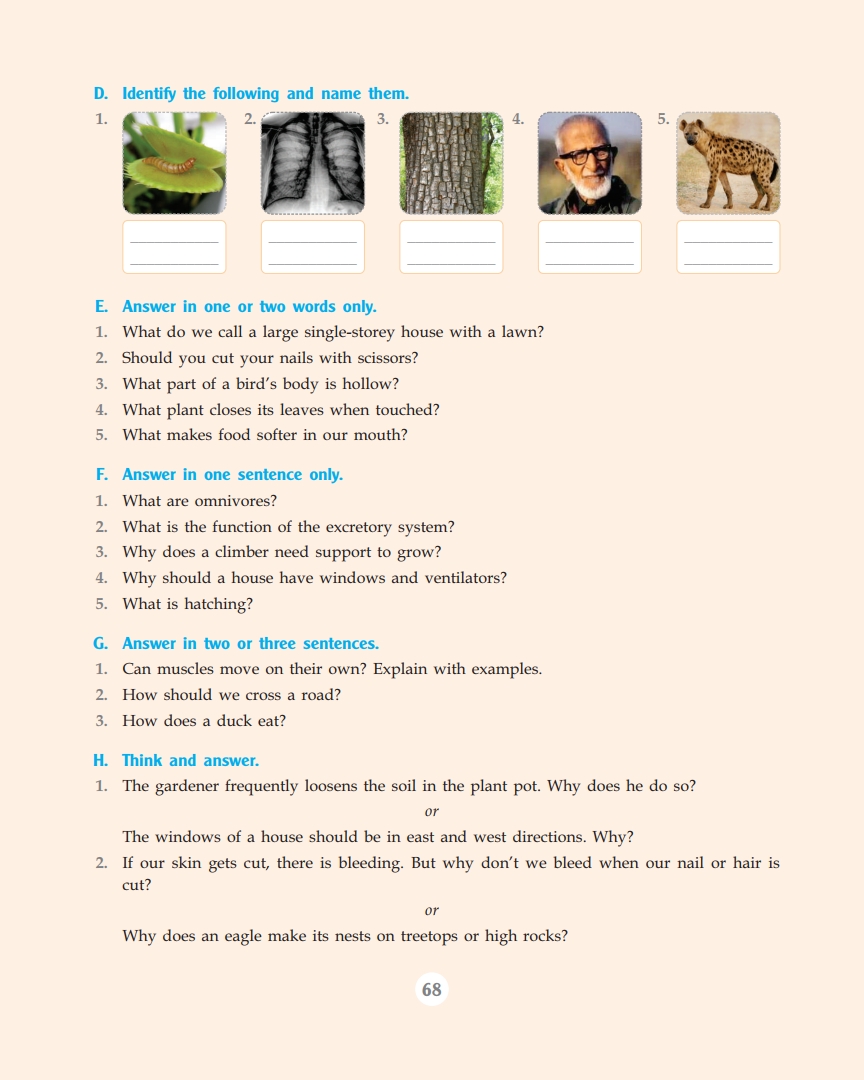 D. Identify the following and name them.
1. 2. 3. 4. 5.
E. Answer in one or two words only.
1. What do we call a large single-storey house with a lawn?
2. Should you cut your nails with scissors?
3. What part of a bird’s body is hollow?
4. What plant closes its leaves when touched?
5. What makes food softer in our mouth?
F. Answer in one sentence only.
1. What are omnivores?
2. What is the function of the excretory system?
3. Why does a climber need support to grow?
4. Why should a house have windows and ventilators?
5. What is hatching?
G. Answer in two or three sentences.
1. Can muscles move on their own? Explain with examples.
2. How should we cross a road?
3. How does a duck eat?
H. Think and answer.
1. The gardener frequently loosens the soil in the plant pot. Why does he do so?
or
The windows of a house should be in east and west directions. Why?
2. If our skin gets cut, there is bleeding. But why don’t we bleed when our nail or hair is
cut?
or
Why does an eagle make its nests on treetops or high rocks?
68